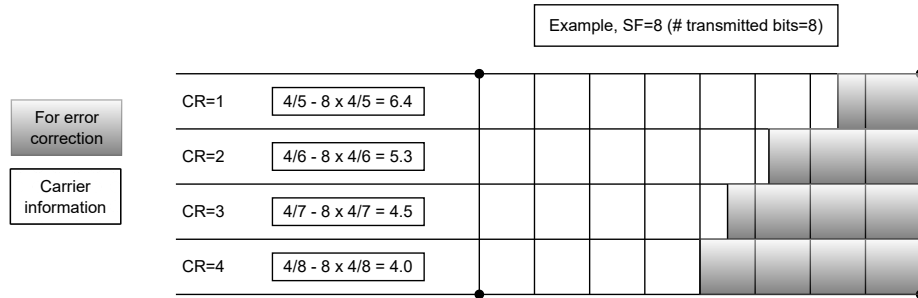 Example, SF=8 (# transmitted bits=8)
CR=1 4/5 - 8 x 4/5 = 6.4
For error
correction
CR=2 4/6 - 8 x 4/6 = 5.3
Carrier
information
CR=3 4/7 - 8 x 4/7 = 4.5
CR=4 4/8 - 8 x 4/8 = 4.0